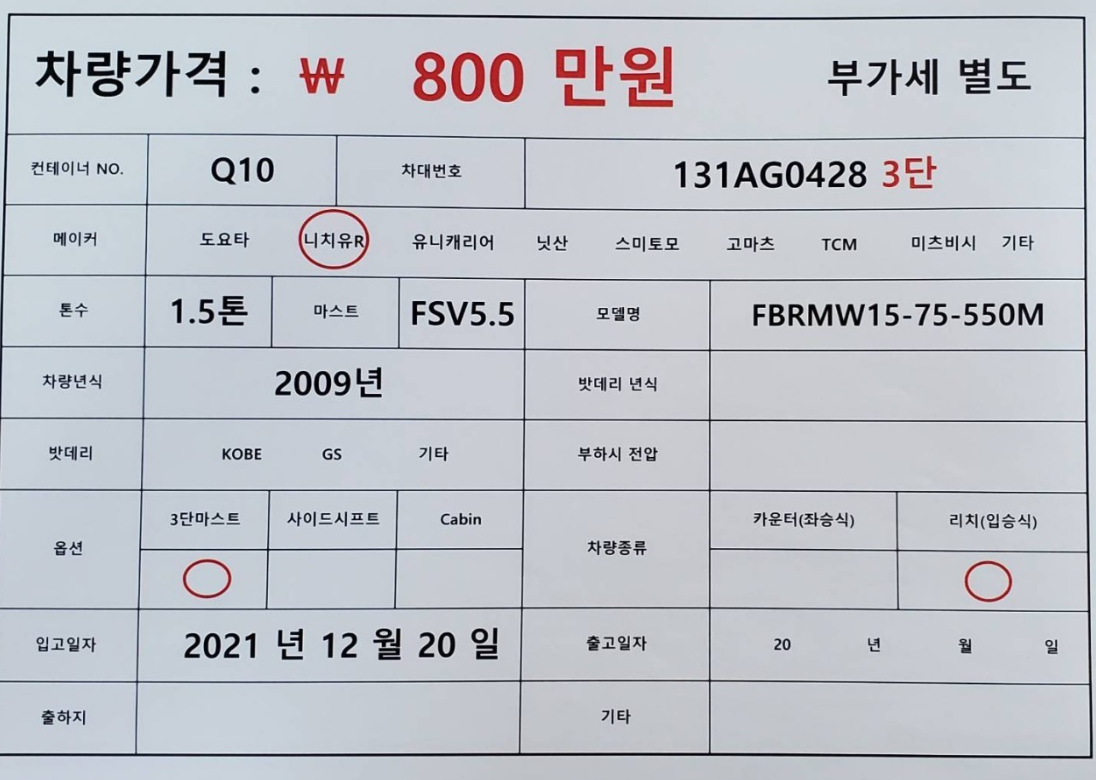 차량가격 : ₩ 800 만원 부가세 별도
컨테이너 NO. Q10 차대번호 131AG0428 3단
메이커 도요타 니치유R 유니캐리어 닛산 스미토모 고마츠 TCM 미츠비시 기타
톤수 1.5톤 마스트 FSV5.5 모델명 FBRMW15-75-550M
차량년식 2009년 밧데리 년식
밧데리 KOBE GS 기타 부하시 전압
옵션 3단마스트 사이드시프트 Cabin 차량종류 카운터(좌승식) 리치(입승식)
입고일자 2021 년 12 월 20 일 출고일자 20 년 월 일
출하지 기타